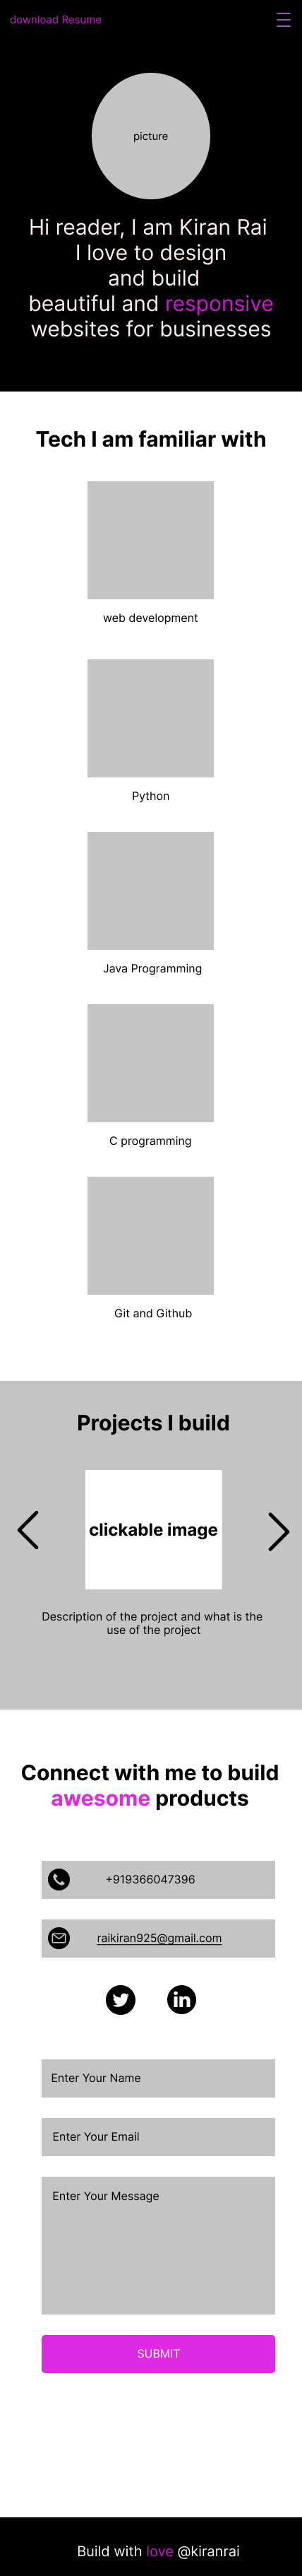 download Resume
picture
Hi reader, I am Kiran Rai
I love to design
and build
beautiful and responsive
websites for businesses
Tech I am familiar with
web development
Python
Java Programming
C programming
Git and Github
Projects I build
clickable image
Description of the project and what is the
use of the project
Connect with me to build
awesome products
+919366047396
raikiran925@gmail.com
in
Enter Your Name
Enter Your Email
Enter Your Message
SUBMIT
Build with love @kiranrai